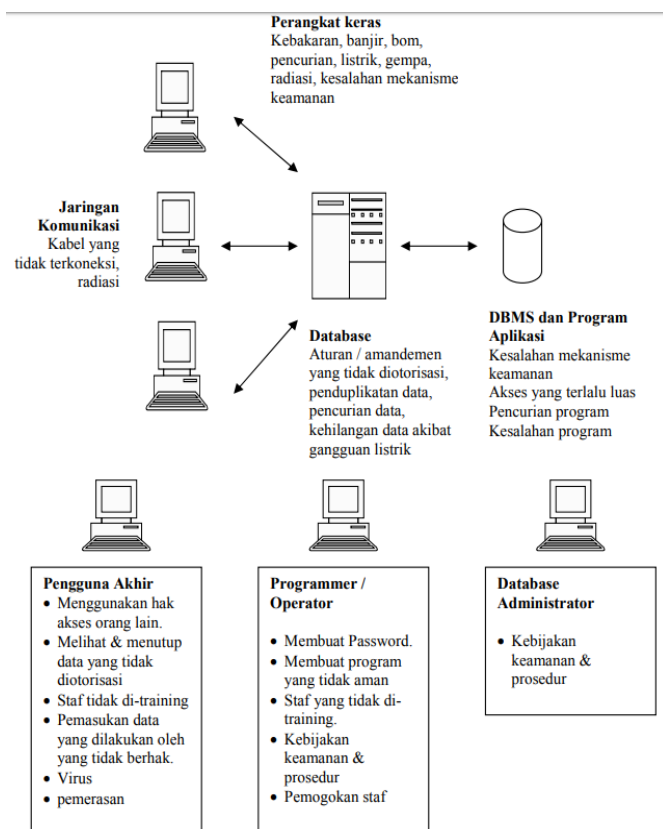 Perangkat keras
Kebakaran, banjir, bom,
pencurian, listrik, gempa,
radiasi, kesalahan mekanisme
keamanan
Jaringan
Komunikasi
Kabel yang
tidak terkoneksi,
radiasi
Database
Aturan / amandemen
yang tidak diotorisasi,
penduplikatan data,
pencurian data,
kehilangan data akibat
gangguan listrik
DBMS dan Program
Aplikasi
Kesalahan mekanisme
keamanan
Akses yang terlalu luas
Pencurian program
Kesalahan program
Pengguna Akhir
• Menggunakan hak
akses orang lain.
• Melihat & menutup
data yang tidak
diotorisasi
• Staf tidak di-training
• Pemasukan data
yang dilakukan oleh
yang tidak berhak.
• Virus
• pemerasan
Programmer /
Operator
• Membuat Password.
• Membuat program
yang tidak aman
• Staf yang tidak di-
training.
• Kebijakan
keamanan &
prosedur
• Pemogokan staf
Database
Administrator
• Kebijakan
keamanan &
prosedur